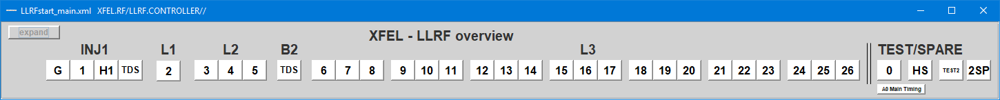 LLRFstart_main.xml XFEL.RF/LLRF.CONTROLLER//
expand
XFEL - LLRF overview
INJ1 L1 L2 B2 L3 TEST/SPARE
G 1 H1 TDS 2 3 4 5 TDS 6 7 8 9 10 11 12 13 14 15 16 17 18 19 20 21 22 23 24 25 26 0 HS TEST2 2SP
A0 Main Timing